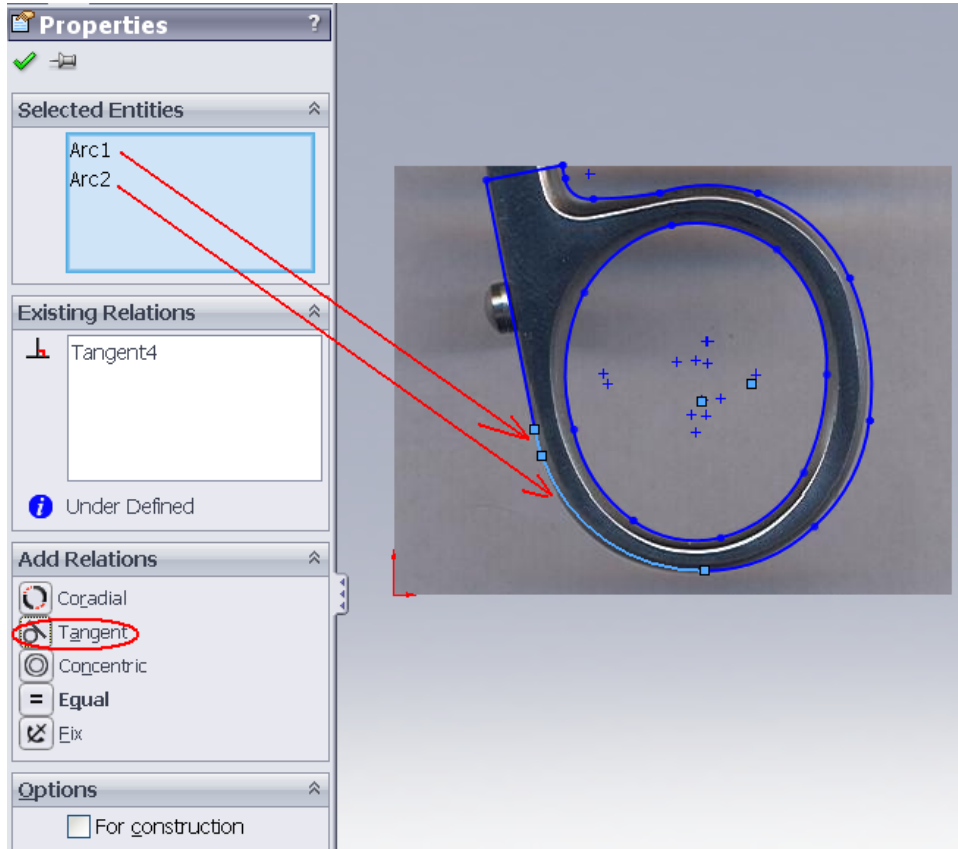 Properties ?
Selected Entities
Arc1
Arc2
Existing Relations
Tangent4
Under Defined
Add Relations
Coradial
Tangent
Concentric
= Equal
Fix
Options
For construction